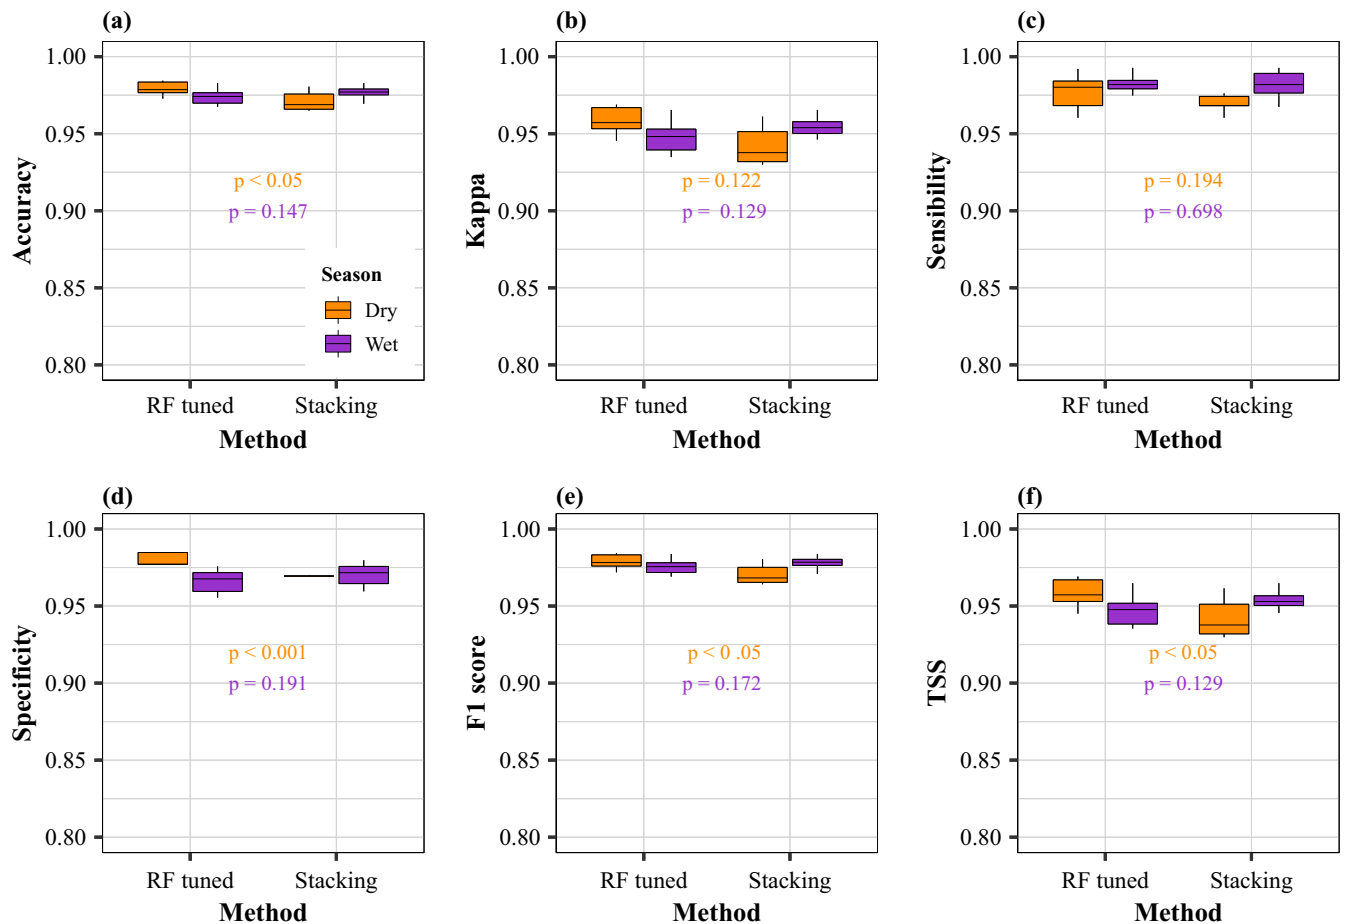 (a)
Accuracy
1.00
0.95
0.90
0.85
0.80
p < 0.05
p = 0.147
Season
Dry
Wet
RF tuned
Stacking
Method
(b)
Kappa
1.00
0.95
0.90
0.85
0.80
p = 0.122
p = 0.129
RF tuned
Stacking
Method
(c)
Sensibility
1.00
0.95
0.90
0.85
0.80
p = 0.194
p = 0.698
RF tuned
Stacking
Method
(d)
Specificity
1.00
0.95
0.90
0.85
0.80
p < 0.001
p = 0.191
RF tuned
Stacking
Method
(e)
F1 score
1.00
0.95
0.90
0.85
0.80
p < 0 .05
p = 0.172
RF tuned
Stacking
Method
(f)
TSS
1.00
0.95
0.90
0.85
0.80
p < 0.05
p = 0.129
RF tuned
Stacking
Method